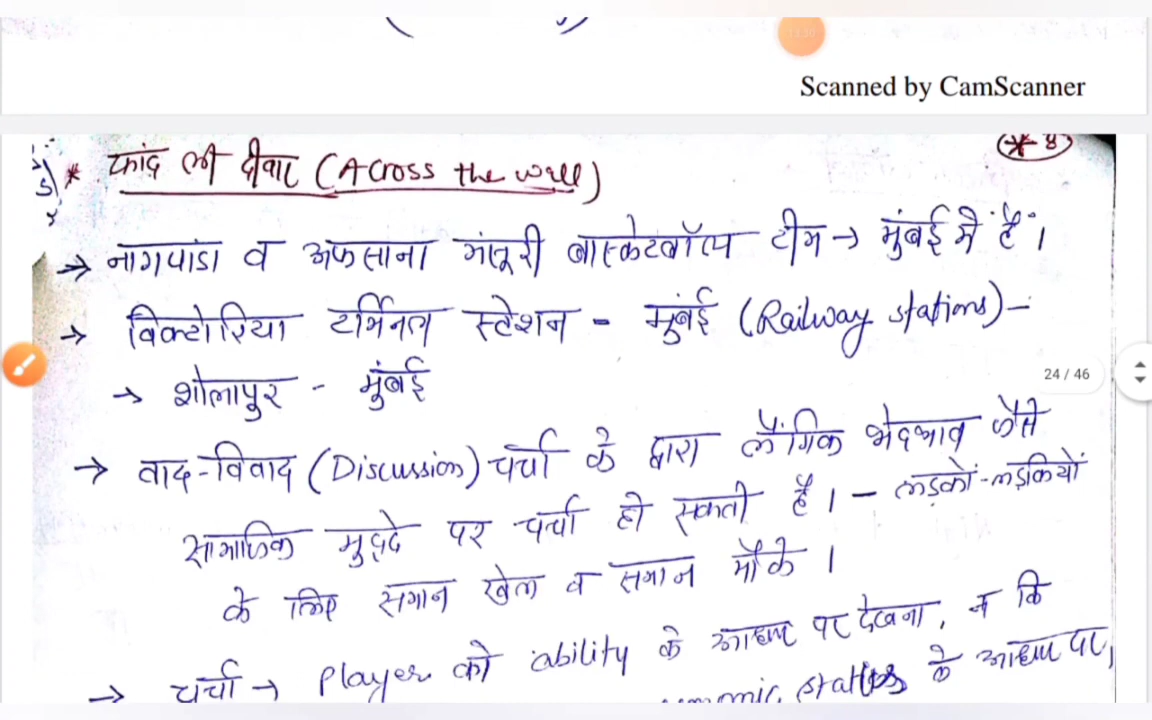 Scanned by CamScanner
* फांद ली दीवार (Across the wall)
→ नागपाडा व अफसाना मंसूरी बास्केटबॉल टीम → मुंबई में है।
→ विक्टोरिया टर्मिनल स्टेशन - मुंबई (Railway stations) -
→ शोलापुर - मुंबई
24 / 46
→ वाद-विवाद (Discussion) चर्चा के द्वारा लैंगिक भेदभाव जैसे
सामाजिक मुद्दे पर चर्चा हो सकती है। - लड़कों-लड़कियों
के लिए समान खेल व समान मौके।
→ चर्चा → Player को ability के आधार पर देखना, न कि
status के आधार पर,